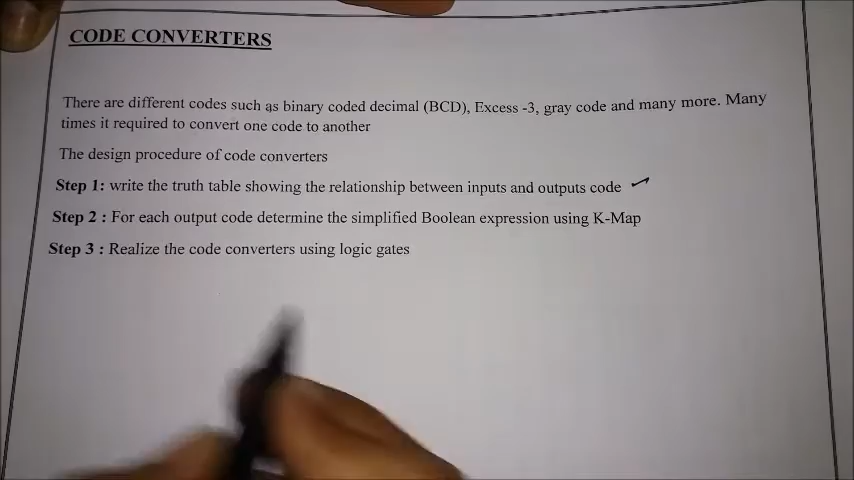 CODE CONVERTERS
There are different codes such as binary coded decimal (BCD), Excess -3, gray code and many more. Many
times it required to convert one code to another
The design procedure of code converters
Step 1: write the truth table showing the relationship between inputs and outputs code
Step 2 : For each output code determine the simplified Boolean expression using K-Map
Step 3 : Realize the code converters using logic gates